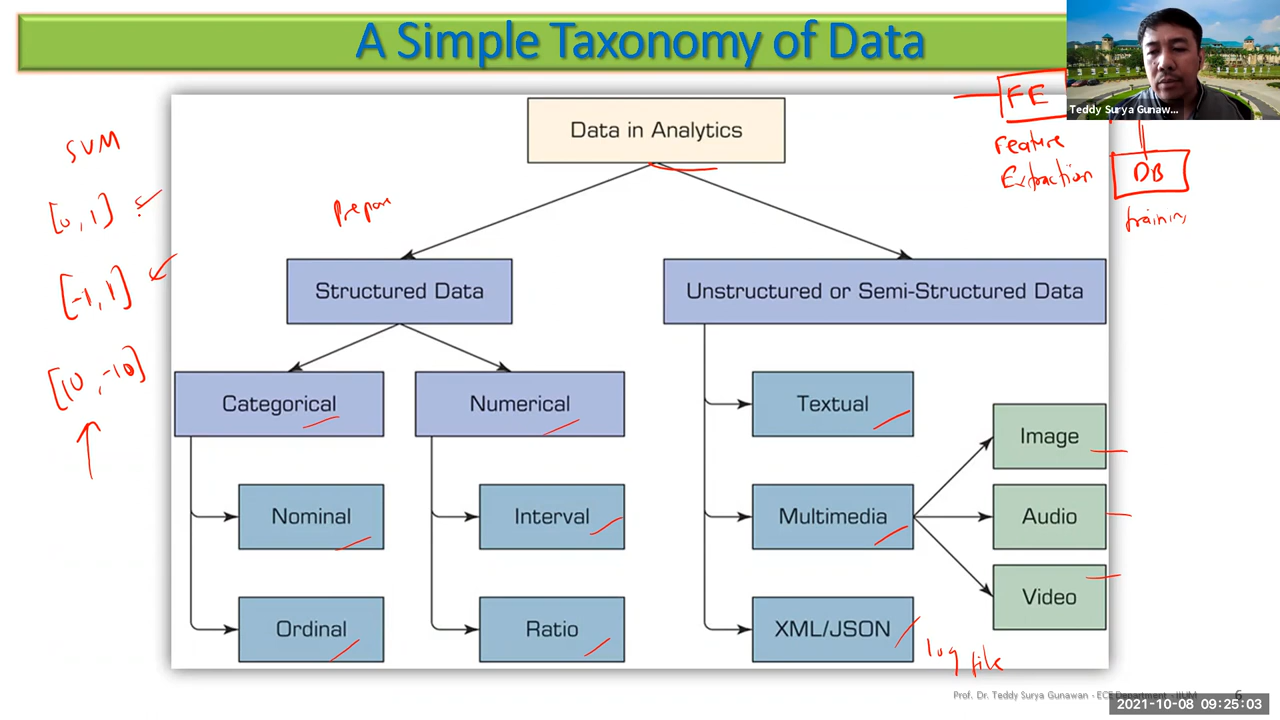 A Simple Taxonomy of Data
FE
Teddy Surya Gunaw...
Feature
Extraction
DB
training
SVM
[0, 1]
[-1, 1]
[10, -10]
Data in Analytics
Structured Data
Unstructured or Semi-Structured Data
Categorical
Numerical
Textual
Image
Nominal
Interval
Multimedia
Audio
Video
Ordinal
Ratio
XML/JSON
log file
Prof. Dr. Teddy Surya Gunawan - ECE Department - IIUM
6
2021-10-08 09:25:03